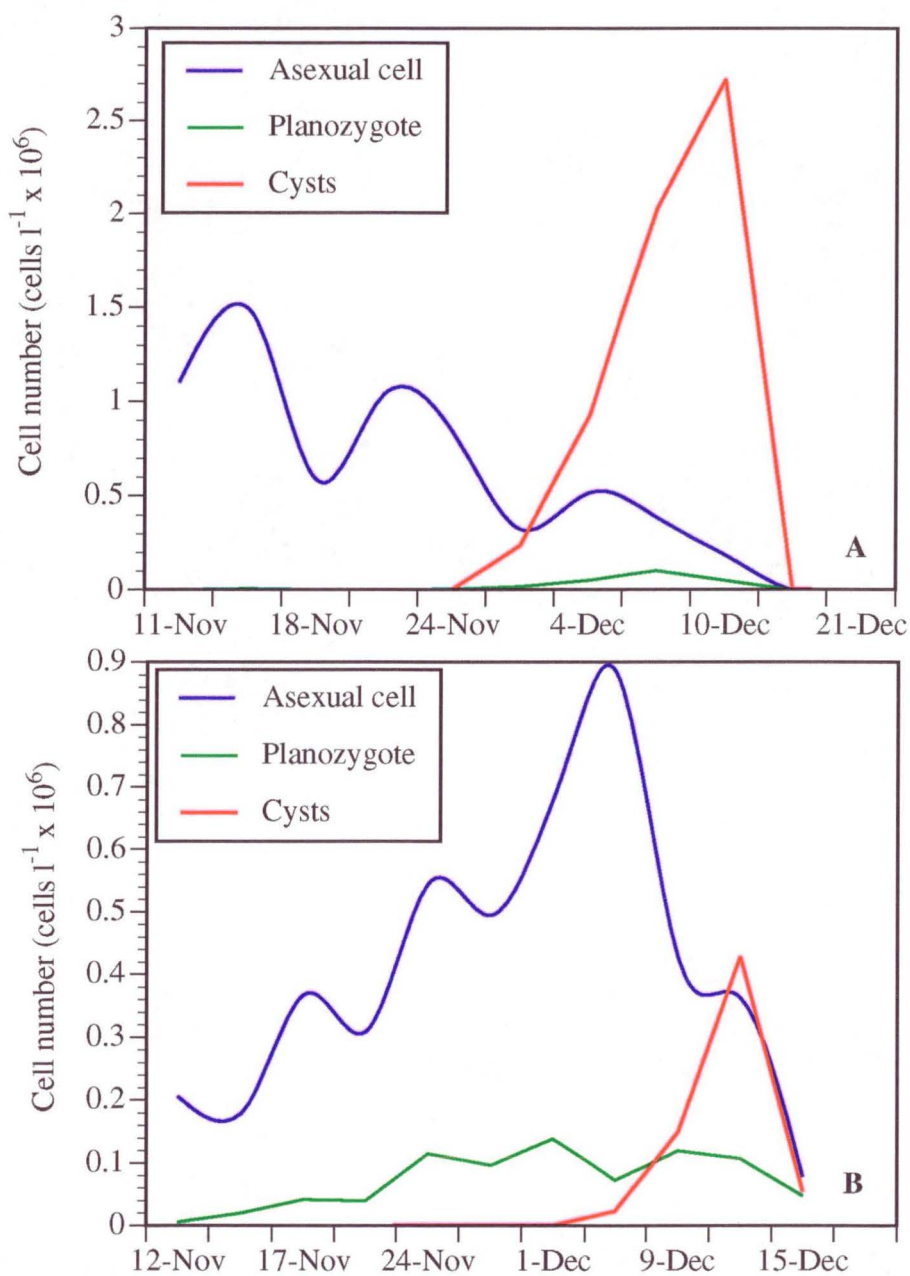 Cell number (cells l⁻¹ x 10⁶)
3
2.5
2
1.5
1
0.5
0
Asexual cell
Planozygote
Cysts
A
11-Nov 18-Nov 24-Nov 4-Dec 10-Dec 21-Dec
Cell number (cells l⁻¹ x 10⁶)
0.9
0.8
0.7
0.6
0.5
0.4
0.3
0.2
0.1
0
Asexual cell
Planozygote
Cysts
B
12-Nov 17-Nov 24-Nov 1-Dec 9-Dec 15-Dec